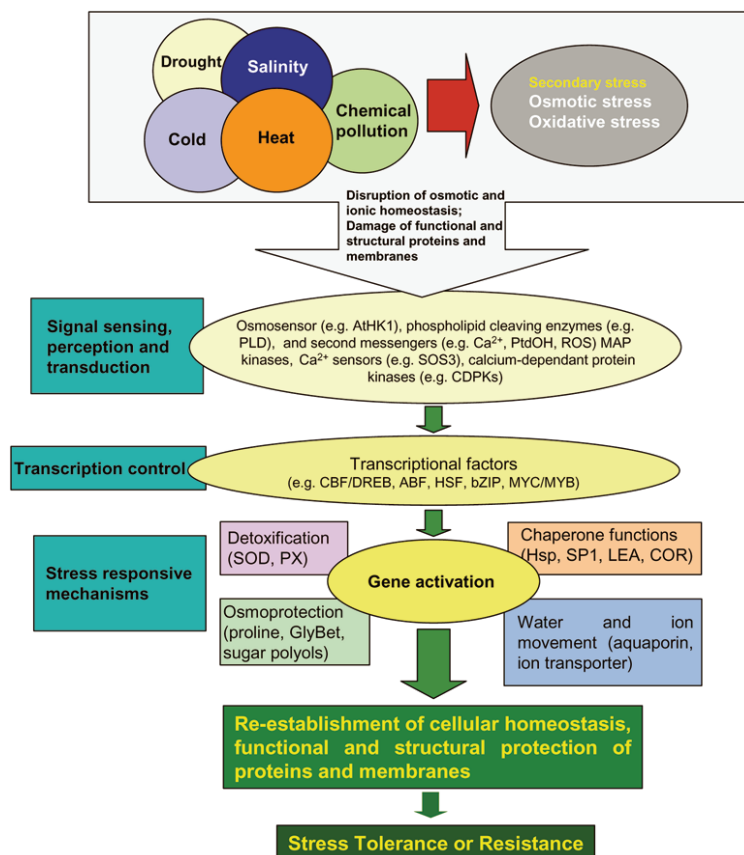 Drought
Salinity
Cold
Heat
Chemical
pollution
Secondary stress
Osmotic stress
Oxidative stress
Disruption of osmotic and
ionic homeostasis;
Damage of functional and
structural proteins and
membranes
Signal sensing,
perception and
transduction
Osmosensor (e.g. AtHK1), phospholipid cleaving enzymes (e.g.
PLD), and second messengers (e.g. Ca²⁺, PtdOH, ROS) MAP
kinases, Ca²⁺ sensors (e.g. SOS3), calcium-dependant protein
kinases (e.g. CDPKs)
Transcription control
Transcriptional factors
(e.g. CBF/DREB, ABF, HSF, bZIP, MYC/MYB)
Stress responsive
mechanisms
Detoxification
(SOD, PX)
Chaperone functions
(Hsp, SP1, LEA, COR)
Gene activation
Osmoprotection
(proline, GlyBet,
sugar polyols)
Water and ion
movement (aquaporin,
ion transporter)
Re-establishment of cellular homeostasis,
functional and structural protection of
proteins and membranes
Stress Tolerance or Resistance